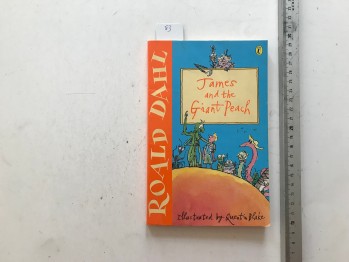 ROALD DAHL
James
and the
Giant Peach
illustrated by Quentin Blake